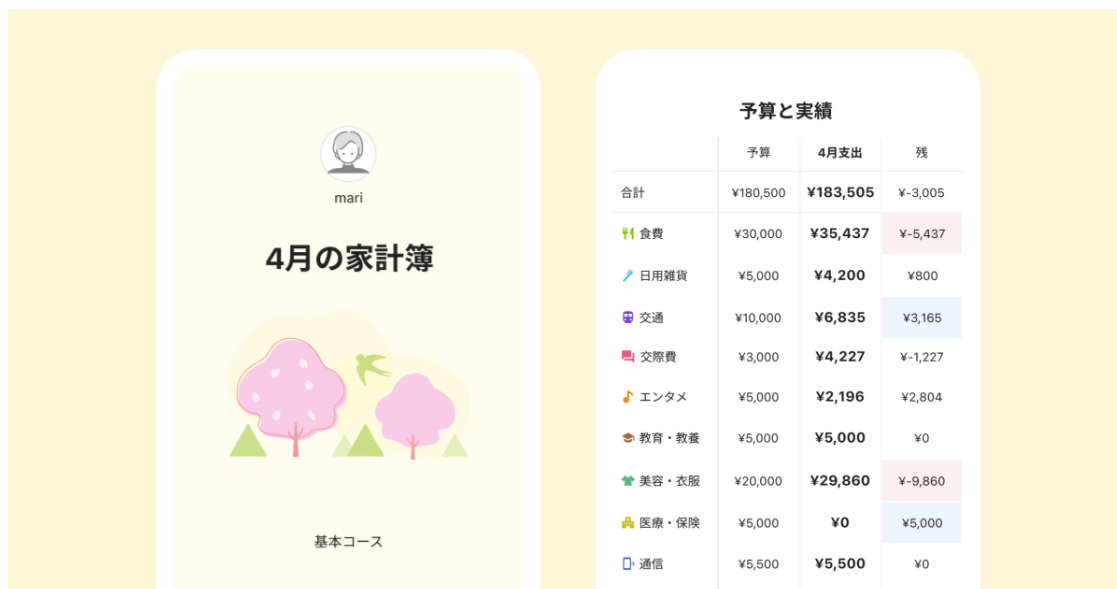 mari
4月の家計簿
基本コース
予算と実績
予算 4月支出 残
合計 ¥180,500 ¥183,505 ¥-3,005
食費 ¥30,000 ¥35,437 ¥-5,437
日用雑貨 ¥5,000 ¥4,200 ¥800
交通 ¥10,000 ¥6,835 ¥3,165
交際費 ¥3,000 ¥4,227 ¥-1,227
エンタメ ¥5,000 ¥2,196 ¥2,804
教育・教養 ¥5,000 ¥5,000 ¥0
美容・衣服 ¥20,000 ¥29,860 ¥-9,860
医療・保険 ¥5,000 ¥0 ¥5,000
通信 ¥5,500 ¥5,500 ¥0